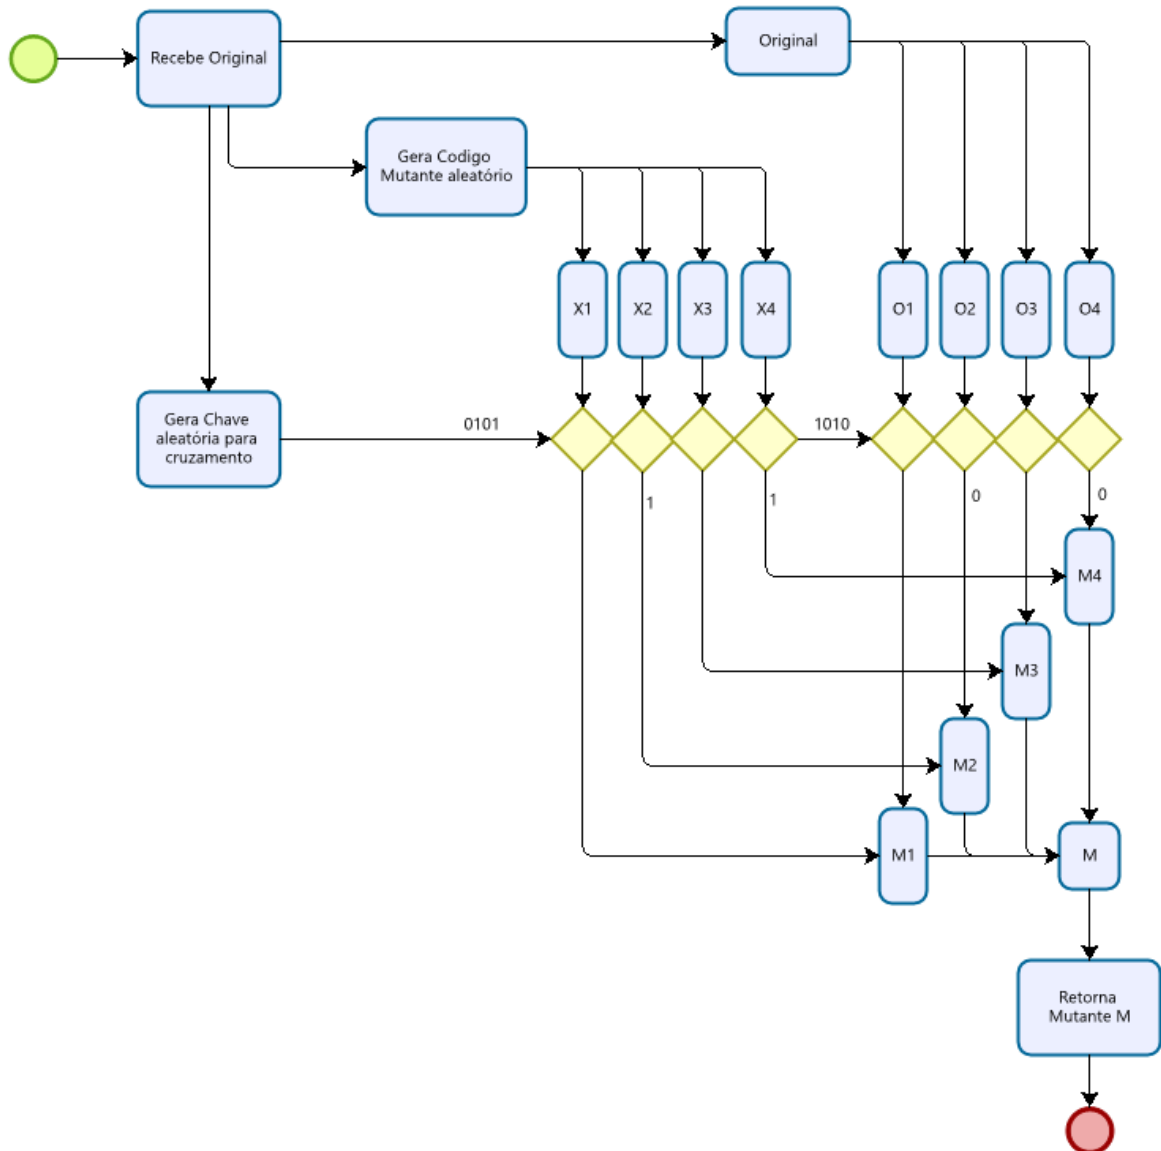 Recebe Original
Original
Gera Codigo
Mutante aleatório
X1
X2
X3
X4
O1
O2
O3
O4
Gera Chave
aleatória para
cruzamento
0101
1010
1
1
0
0
M4
M3
M2
M1
M
Retorna
Mutante M